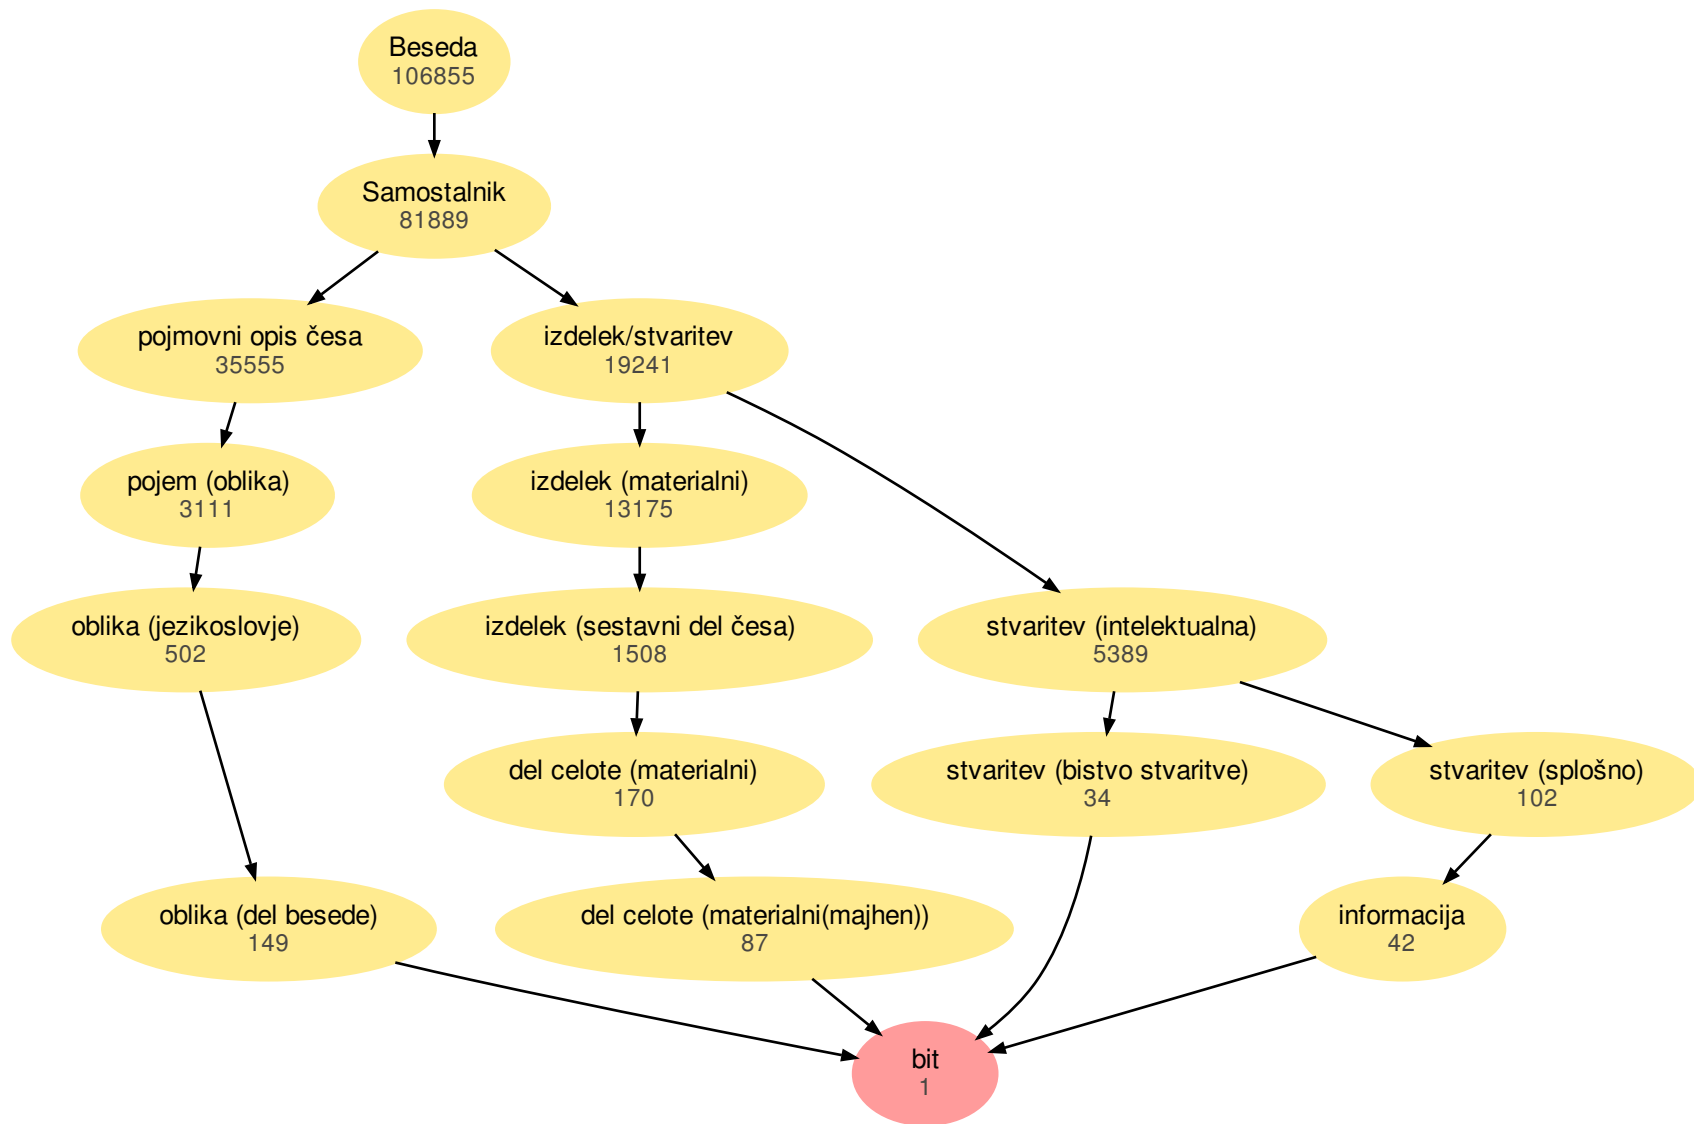 Beseda
106855
Samostalnik
81889
pojmovni opis česa
35555
izdelek/stvaritev
19241
pojem (oblika)
3111
izdelek (materialni)
13175
oblika (jezikoslovje)
502
izdelek (sestavni del česa)
1508
stvaritev (intelektualna)
5389
del celote (materialni)
170
stvaritev (bistvo stvaritve)
34
stvaritev (splošno)
102
oblika (del besede)
149
del celote (materialni(majhen))
87
informacija
42
bit
1